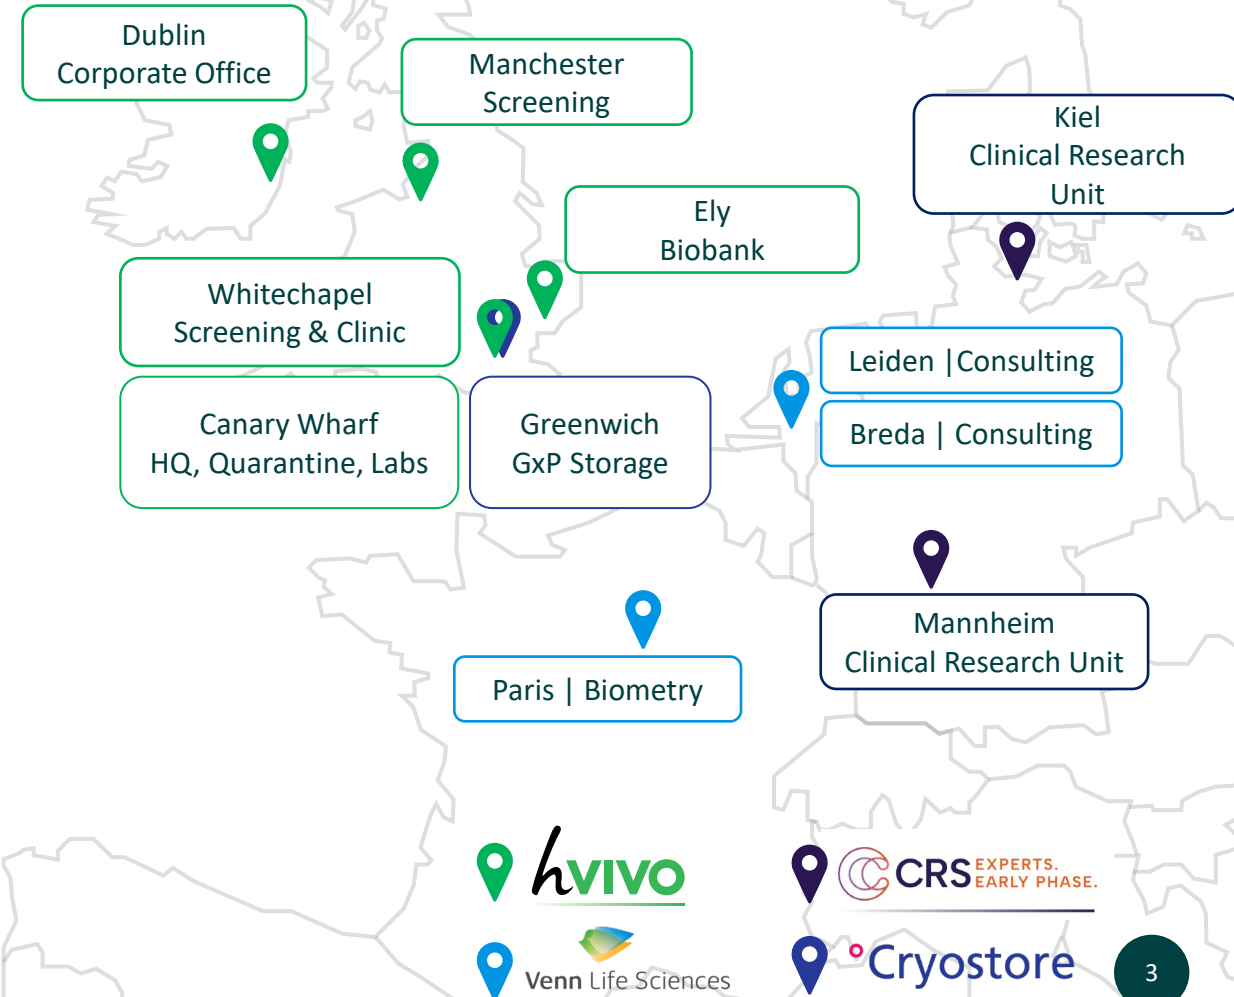 Dublin
Corporate Office
Manchester
Screening
Kiel
Clinical Research
Unit
Ely
Biobank
Whitechapel
Screening & Clinic
Leiden |Consulting
Canary Wharf
HQ, Quarantine, Labs
Greenwich
GxP Storage
Breda | Consulting
Mannheim
Clinical Research Unit
Paris | Biometry
hvivo
CRS EXPERTS.
EARLY PHASE.
Venn Life Sciences
Cryostore
3